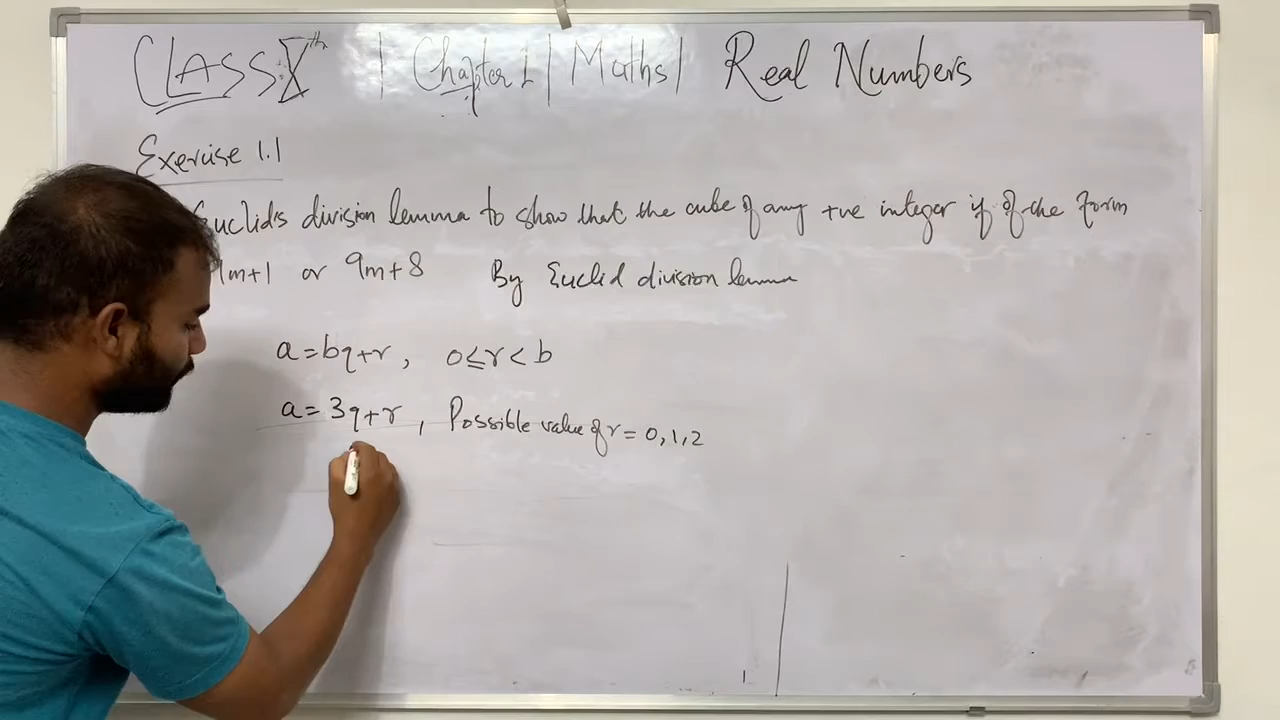 CLASS Xth | Chapter 1 | Maths | Real Numbers
Exercise 1.1
Euclid's division lemma to show that the cube of any +ve integer if of the form
9m+1 or 9m+8 By Euclid division lemma
a=bq+r, 0≤r<b
a=3q+r, Possible value of r=0,1,2